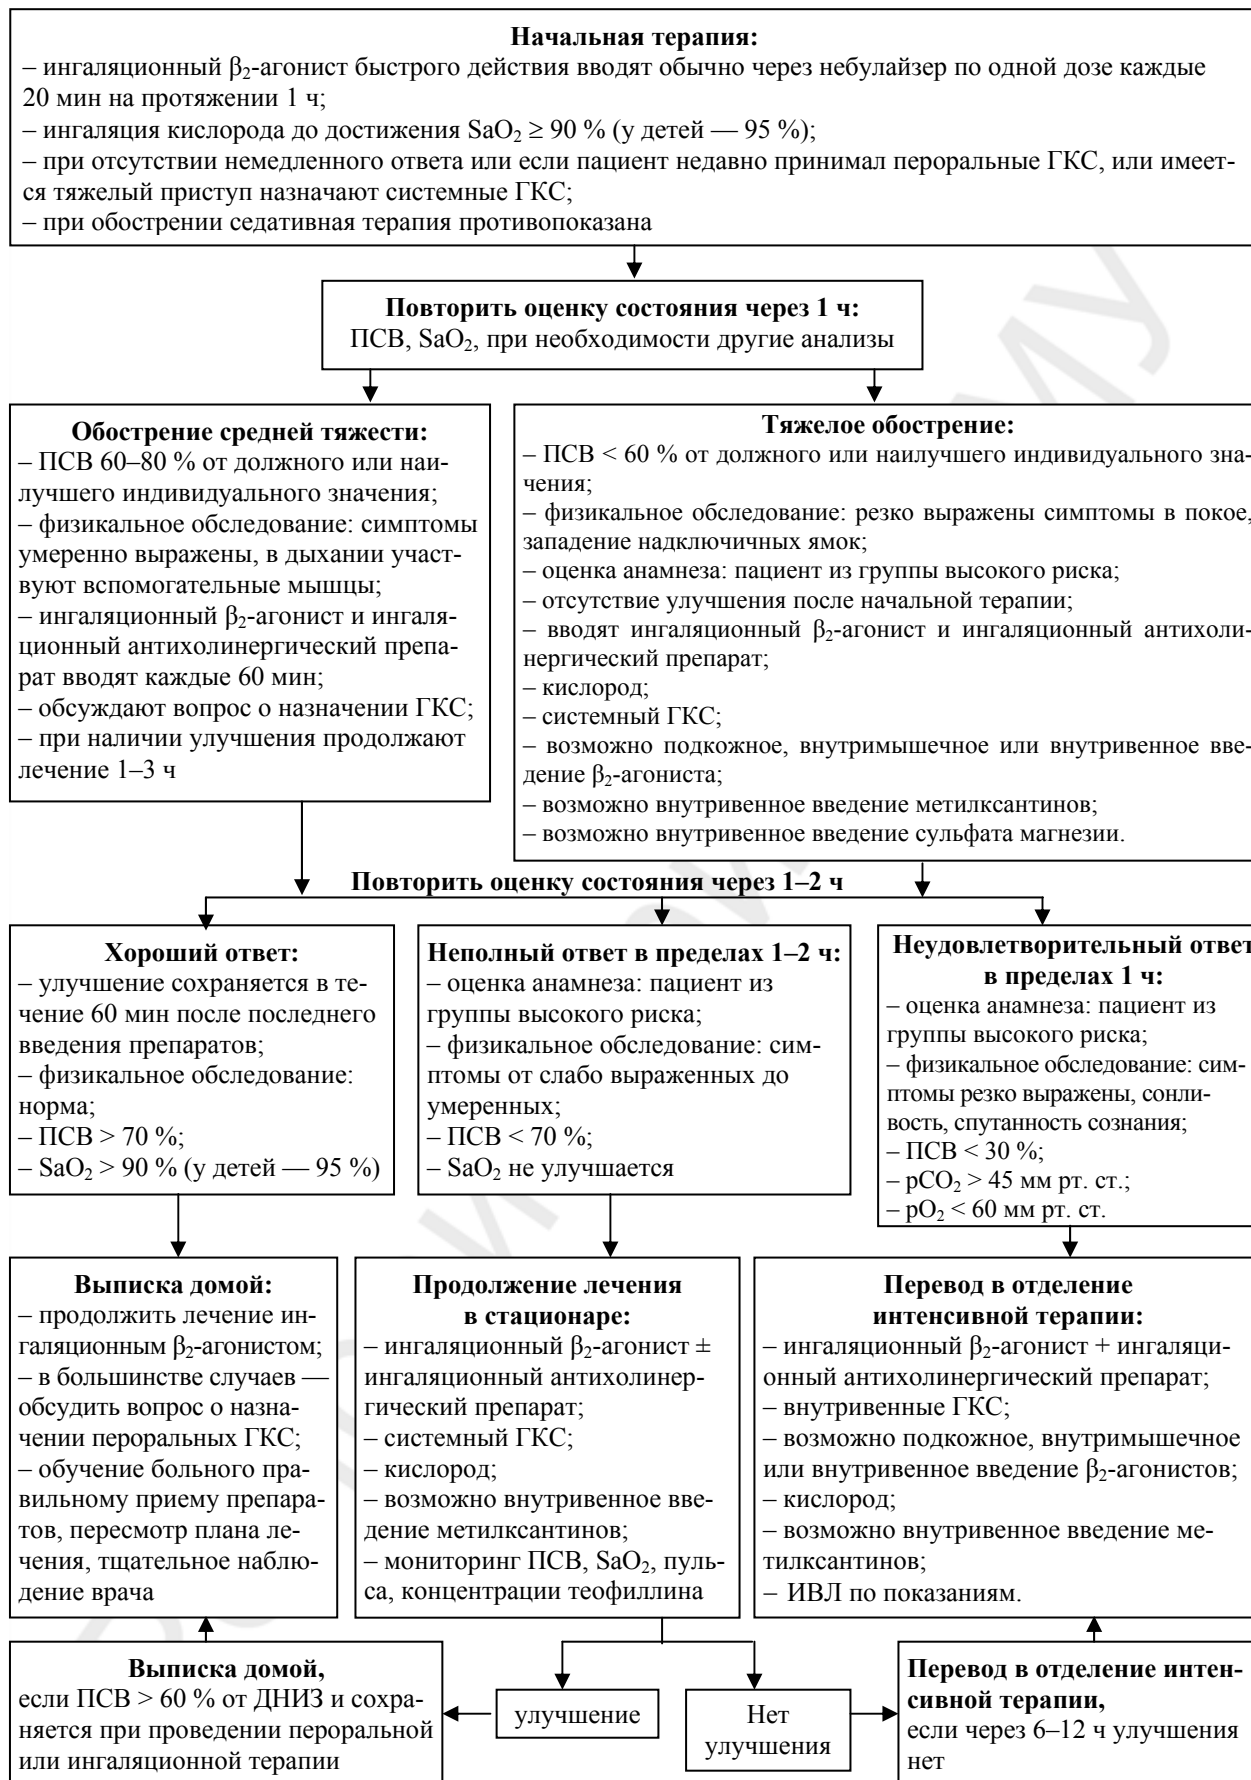 Начальная терапия:
– ингаляционный β₂-агонист быстрого действия вводят обычно через небулайзер по одной дозе каждые
20 мин на протяжении 1 ч;
– ингаляция кислорода до достижения SaO₂ ≥ 90 % (у детей — 95 %);
– при отсутствии немедленного ответа или если пациент недавно принимал пероральные ГКС, или имеет-
ся тяжелый приступ назначают системные ГКС;
– при обострении седативная терапия противопоказана
Повторить оценку состояния через 1 ч:
ПСВ, SaO₂, при необходимости другие анализы
Обострение средней тяжести:
– ПСВ 60–80 % от должного или наи-
лучшего индивидуального значения;
– физикальное обследование: симптомы
умеренно выражены, в дыхании участ-
вуют вспомогательные мышцы;
– ингаляционный β₂-агонист и ингаля-
ционный антихолинергический препа-
рат вводят каждые 60 мин;
– обсуждают вопрос о назначении ГКС;
– при наличии улучшения продолжают
лечение 1–3 ч
Тяжелое обострение:
– ПСВ < 60 % от должного или наилучшего индивидуального зна-
чения;
– физикальное обследование: резко выражены симптомы в покое,
западение надключичных ямок;
– оценка анамнеза: пациент из группы высокого риска;
– отсутствие улучшения после начальной терапии;
– вводят ингаляционный β₂-агонист и ингаляционный антихоли-
нергический препарат;
– кислород;
– системный ГКС;
– возможно подкожное, внутримышечное или внутривенное вве-
дение β₂-агониста;
– возможно внутривенное введение метилксантинов;
– возможно внутривенное введение сульфата магнезии.
Повторить оценку состояния через 1–2 ч
Хороший ответ:
– улучшение сохраняется в те-
чение 60 мин после последнего
введения препаратов;
– физикальное обследование:
норма;
– ПСВ > 70 %;
– SaO₂ > 90 % (у детей — 95 %)
Неполный ответ в пределах 1–2 ч:
– оценка анамнеза: пациент из
группы высокого риска;
– физикальное обследование: сим-
птомы от слабо выраженных до
умеренных;
– ПСВ < 70 %;
– SaO₂ не улучшается
Неудовлетворительный ответ
в пределах 1 ч:
– оценка анамнеза: пациент из
группы высокого риска;
– физикальное обследование: сим-
птомы резко выражены, сонли-
вость, спутанность сознания;
– ПСВ < 30 %;
– pCO₂ > 45 мм рт. ст.;
– pO₂ < 60 мм рт. ст.
Выписка домой:
– продолжить лечение ин-
галяционным β₂-агонистом;
– в большинстве случаев —
обсудить вопрос о назна-
чении пероральных ГКС;
– обучение больного пра-
вильному приему препара-
тов, пересмотр плана ле-
чения, тщательное наблю-
дение врача
Продолжение лечения
в стационаре:
– ингаляционный β₂-агонист ±
ингаляционный антихолинер-
гический препарат;
– системный ГКС;
– кислород;
– возможно внутривенное вве-
дение метилксантинов;
– мониторинг ПСВ, SaO₂, пуль-
са, концентрации теофиллина
Перевод в отделение
интенсивной терапии:
– ингаляционный β₂-агонист + ингаляци-
онный антихолинергический препарат;
– внутривенные ГКС;
– возможно подкожное, внутримышечное
или внутривенное введение β₂-агонистов;
– кислород;
– возможно внутривенное введение ме-
тилксантинов;
– ИВЛ по показаниям.
Выписка домой,
если ПСВ > 60 % от ДНИЗ и сохра-
няется при проведении пероральной
или ингаляционной терапии
улучшение
Нет
улучшения
Перевод в отделение интен-
сивной терапии,
если через 6–12 ч улучшения
нет